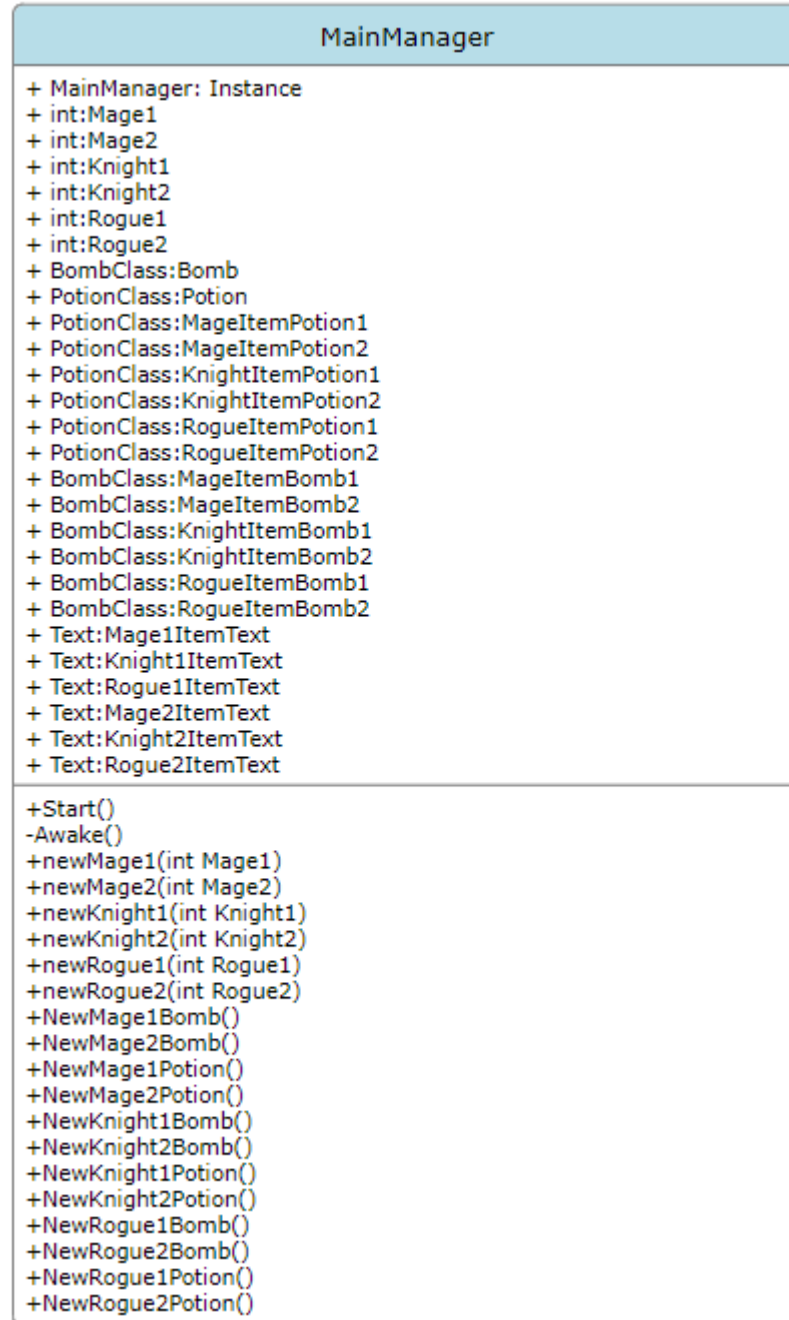 MainManager
+ MainManager: Instance
+ int:Mage1
+ int:Mage2
+ int:Knight1
+ int:Knight2
+ int:Rogue1
+ int:Rogue2
+ BombClass:Bomb
+ PotionClass:Potion
+ PotionClass:MageItemPotion1
+ PotionClass:MageItemPotion2
+ PotionClass:KnightItemPotion1
+ PotionClass:KnightItemPotion2
+ PotionClass:RogueItemPotion1
+ PotionClass:RogueItemPotion2
+ BombClass:MageItemBomb1
+ BombClass:MageItemBomb2
+ BombClass:KnightItemBomb1
+ BombClass:KnightItemBomb2
+ BombClass:RogueItemBomb1
+ BombClass:RogueItemBomb2
+ Text:Mage1ItemText
+ Text:Knight1ItemText
+ Text:Rogue1ItemText
+ Text:Mage2ItemText
+ Text:Knight2ItemText
+ Text:Rogue2ItemText
+Start()
-Awake()
+newMage1(int Mage1)
+newMage2(int Mage2)
+newKnight1(int Knight1)
+newKnight2(int Knight2)
+newRogue1(int Rogue1)
+newRogue2(int Rogue2)
+NewMage1Bomb()
+NewMage2Bomb()
+NewMage1Potion()
+NewMage2Potion()
+NewKnight1Bomb()
+NewKnight2Bomb()
+NewKnight1Potion()
+NewKnight2Potion()
+NewRogue1Bomb()
+NewRogue2Bomb()
+NewRogue1Potion()
+NewRogue2Potion()